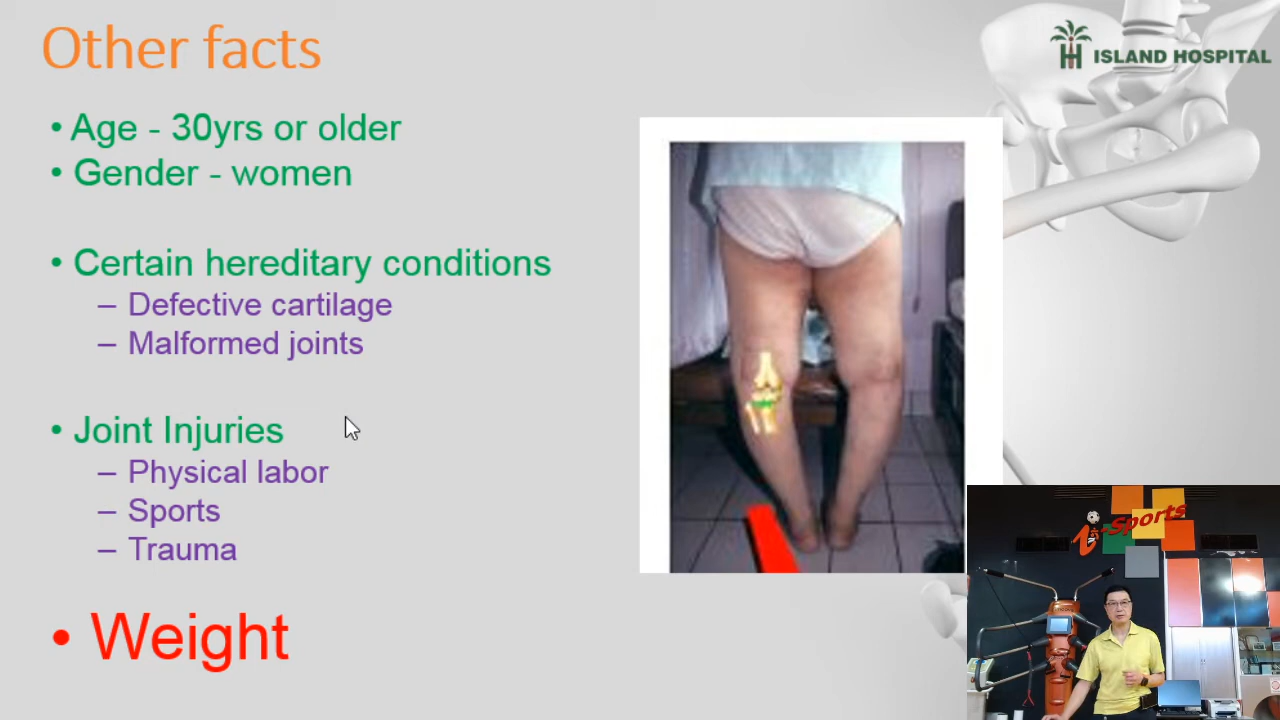 Other facts
ISLAND HOSPITAL
• Age - 30yrs or older
• Gender - women
• Certain hereditary conditions
– Defective cartilage
– Malformed joints
• Joint Injuries
– Physical labor
– Sports
– Trauma
• Weight
i-Sports